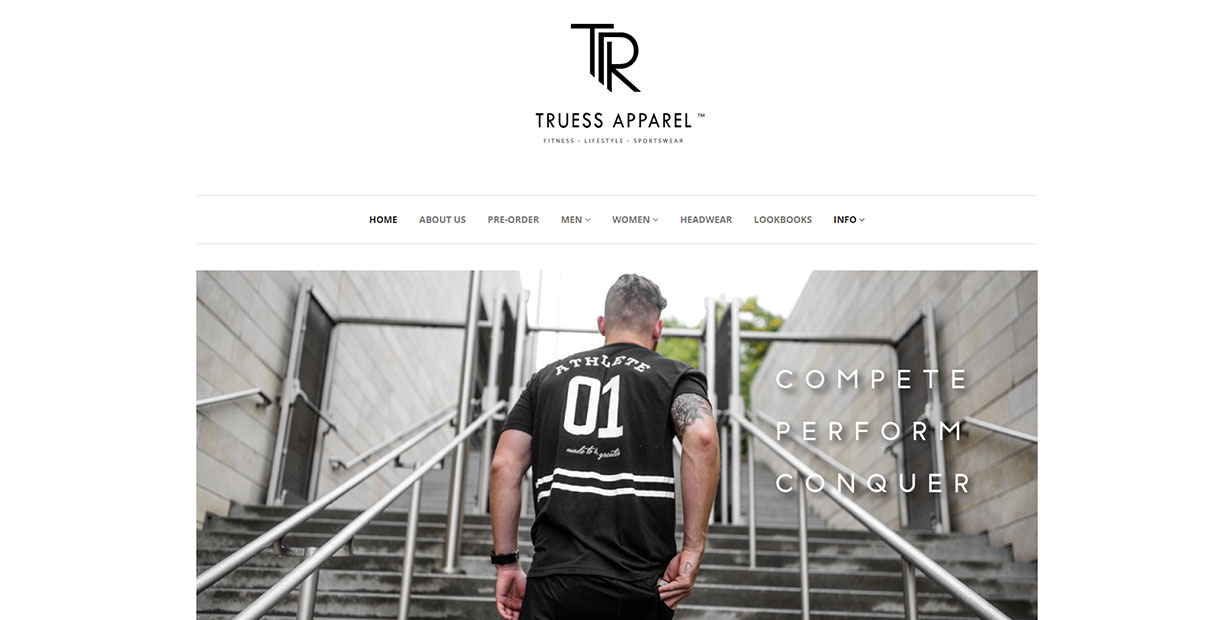 TR
TRUESS APPAREL ™
FITNESS - LIFESTYLE - SPORTSWEAR
HOME ABOUT US PRE-ORDER MEN WOMEN HEADWEAR LOOKBOOKS INFO
ATHLETE
01
made to be greater
COMPETE
PERFORM
CONQUER